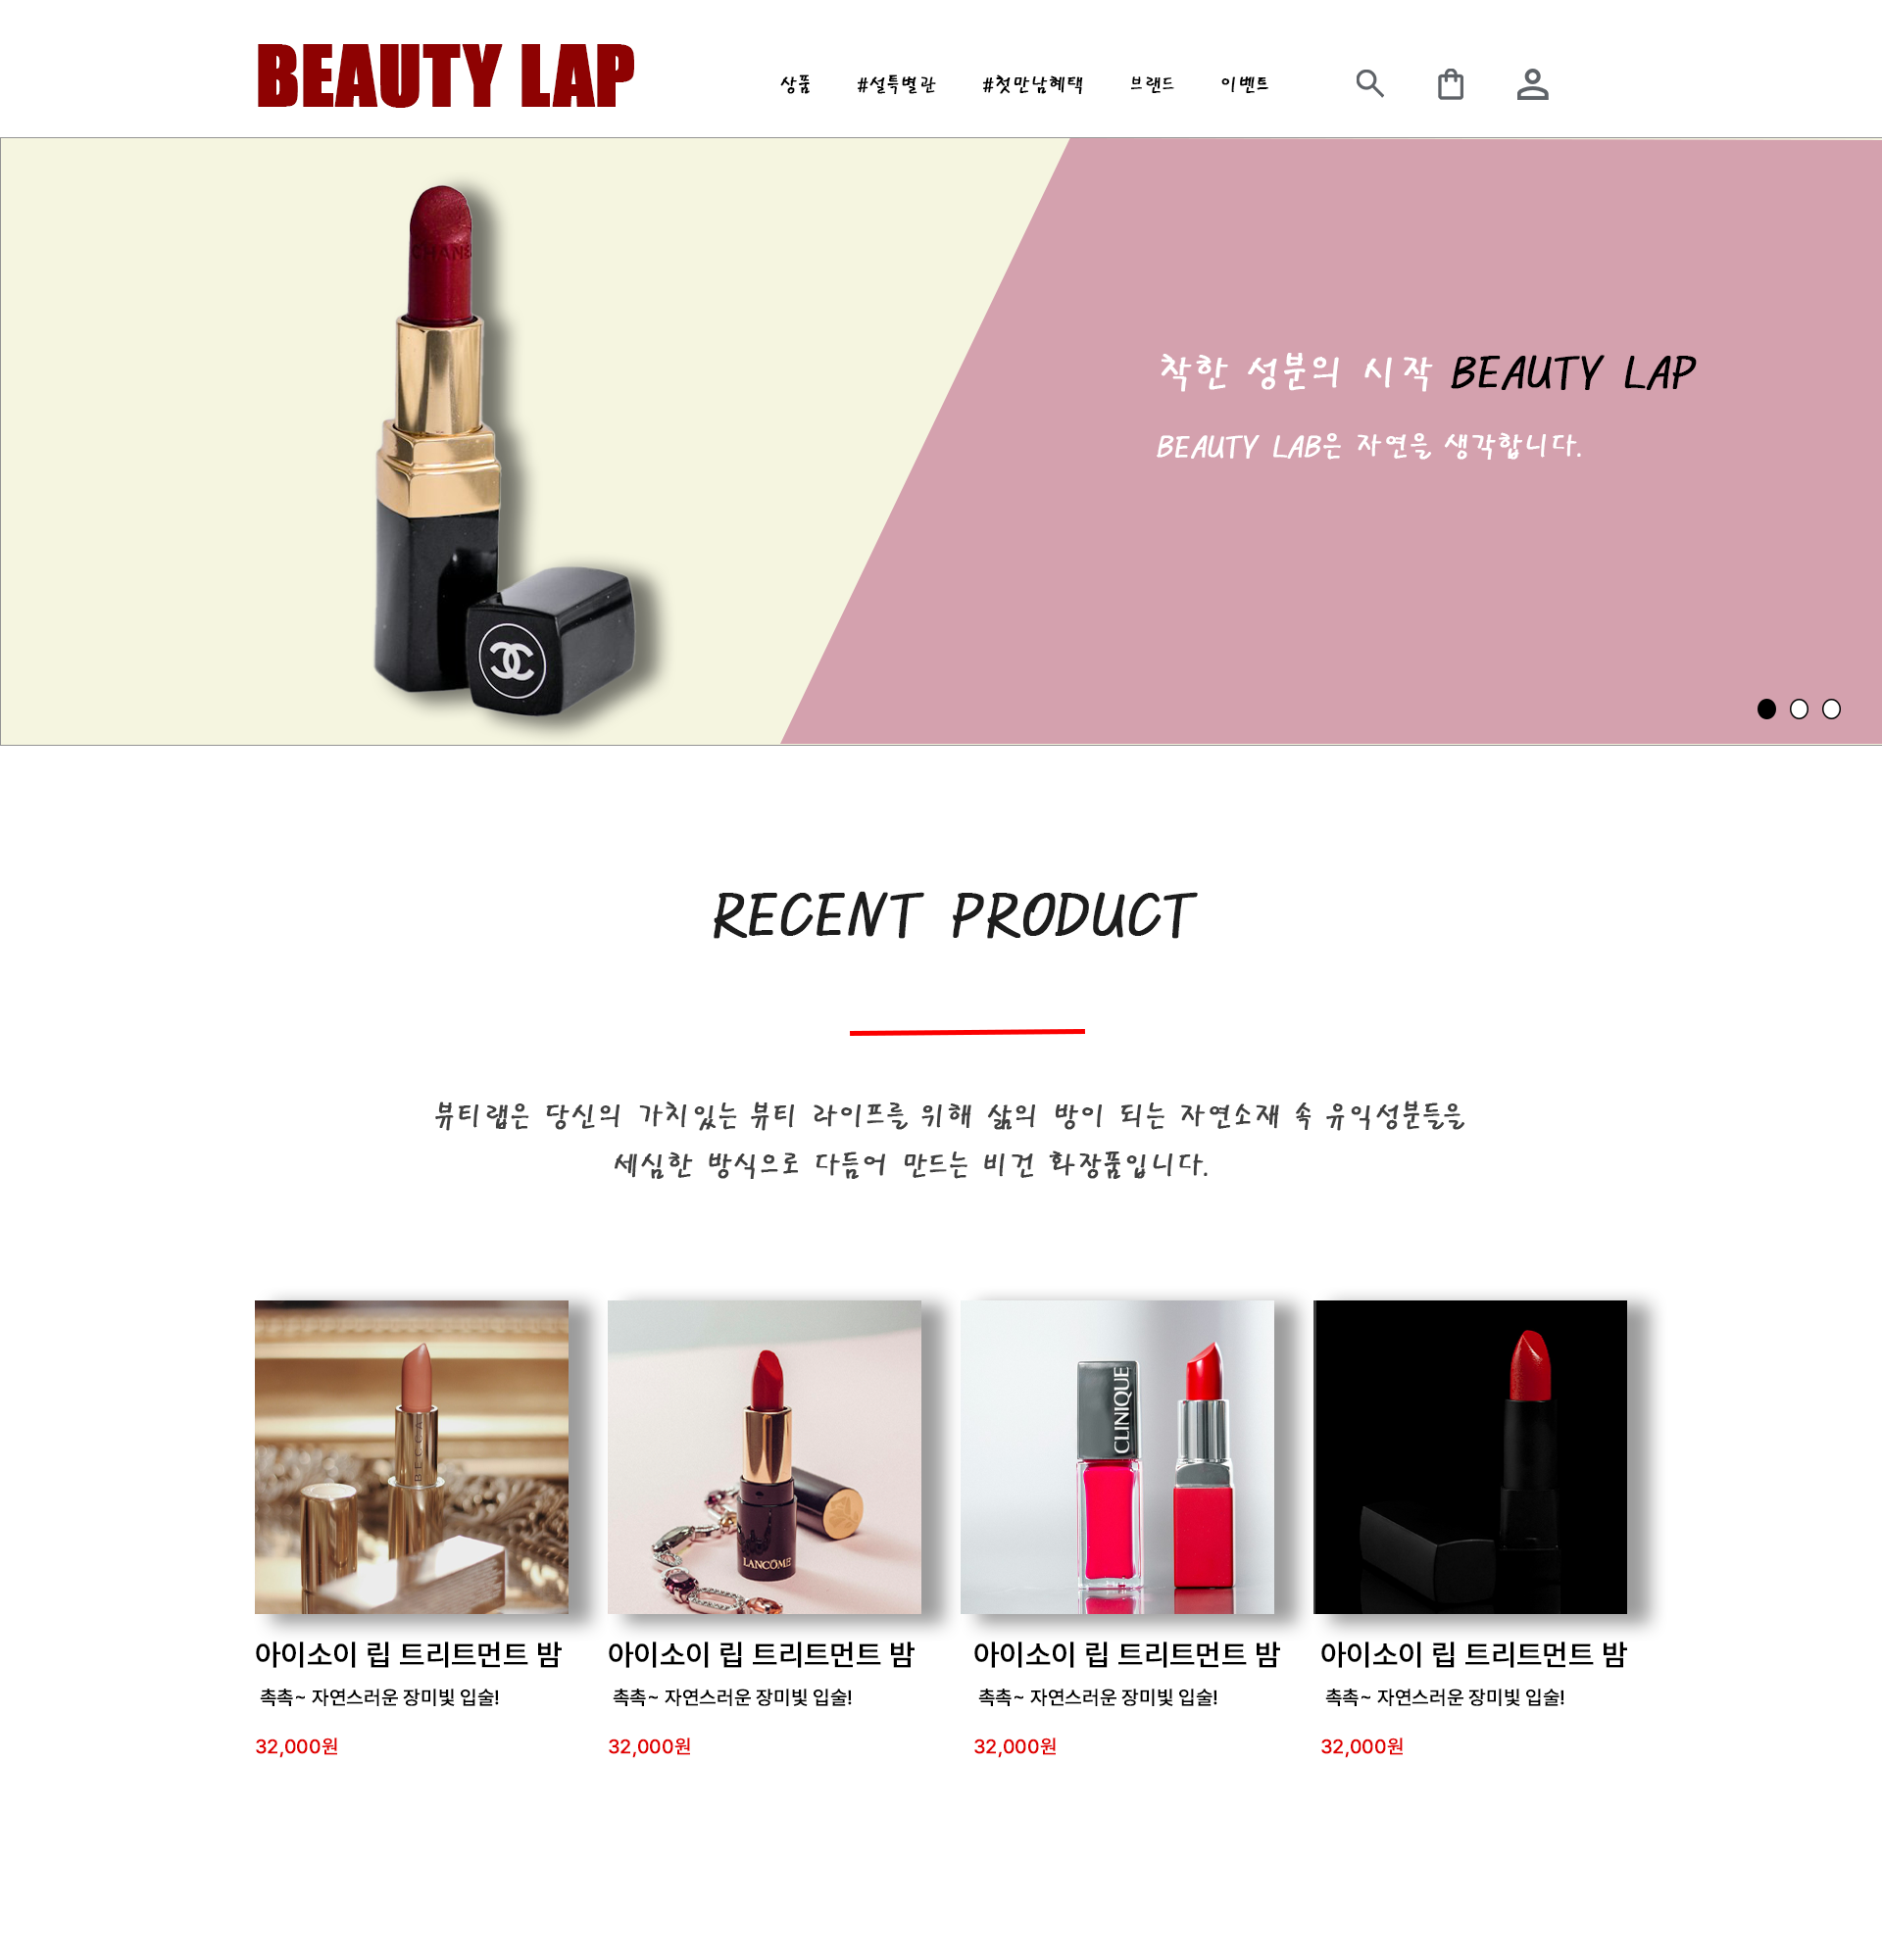 BEAUTY LAP
상품 #설특별관 #첫만남혜택 브랜드 이벤트
CHANE
착한 성분의 시작 BEAUTY LAP
BEAUTY LAB은 자연을 생각합니다.
RECENT PRODUCT
뷰티랩은 당신의 가치있는 뷰티 라이프를 위해 삶의 방이 되는 자연소재 속 유익성분들을
세심한 방식으로 다듬어 만드는 비건 화장품입니다.
BECCA
LANCÔME
CLINIQUE
아이소이 립 트리트먼트 밤
촉촉~ 자연스러운 장미빛 입술!
32,000원
아이소이 립 트리트먼트 밤
촉촉~ 자연스러운 장미빛 입술!
32,000원
아이소이 립 트리트먼트 밤
촉촉~ 자연스러운 장미빛 입술!
32,000원
아이소이 립 트리트먼트 밤
촉촉~ 자연스러운 장미빛 입술!
32,000원